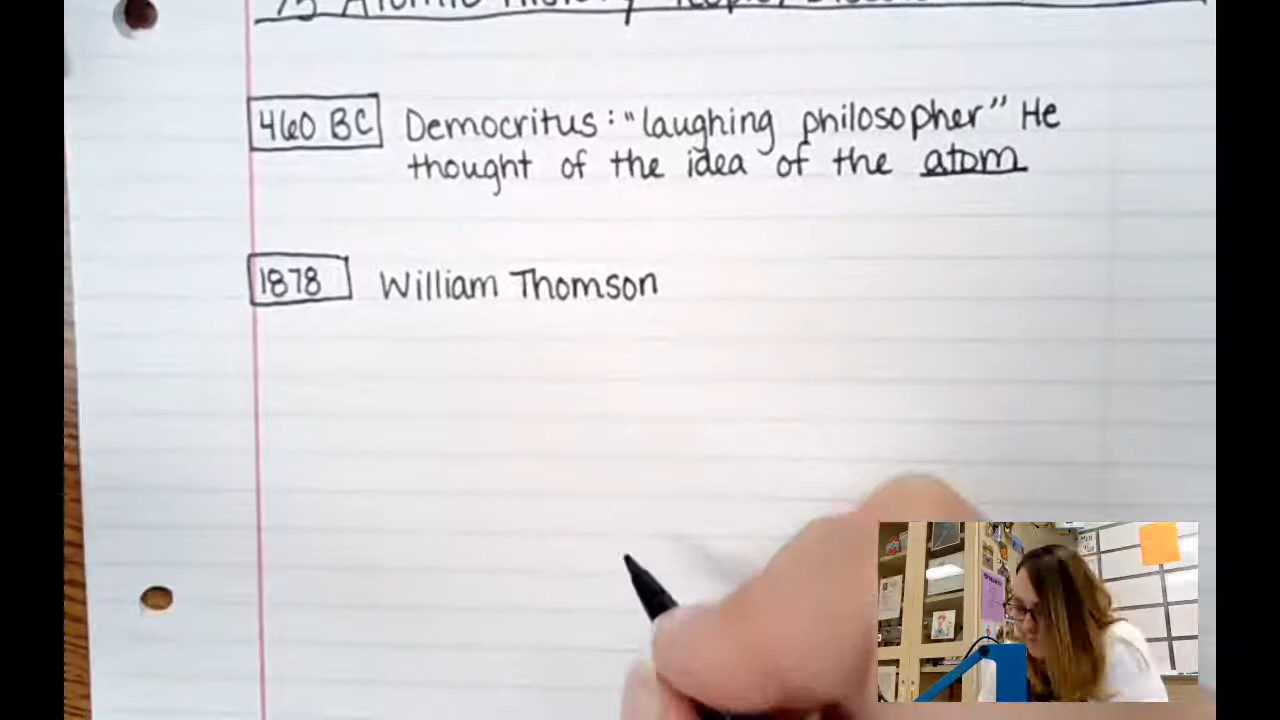 460 BC Democritus: "laughing philosopher" He
thought of the idea of the atom
1878 William Thomson